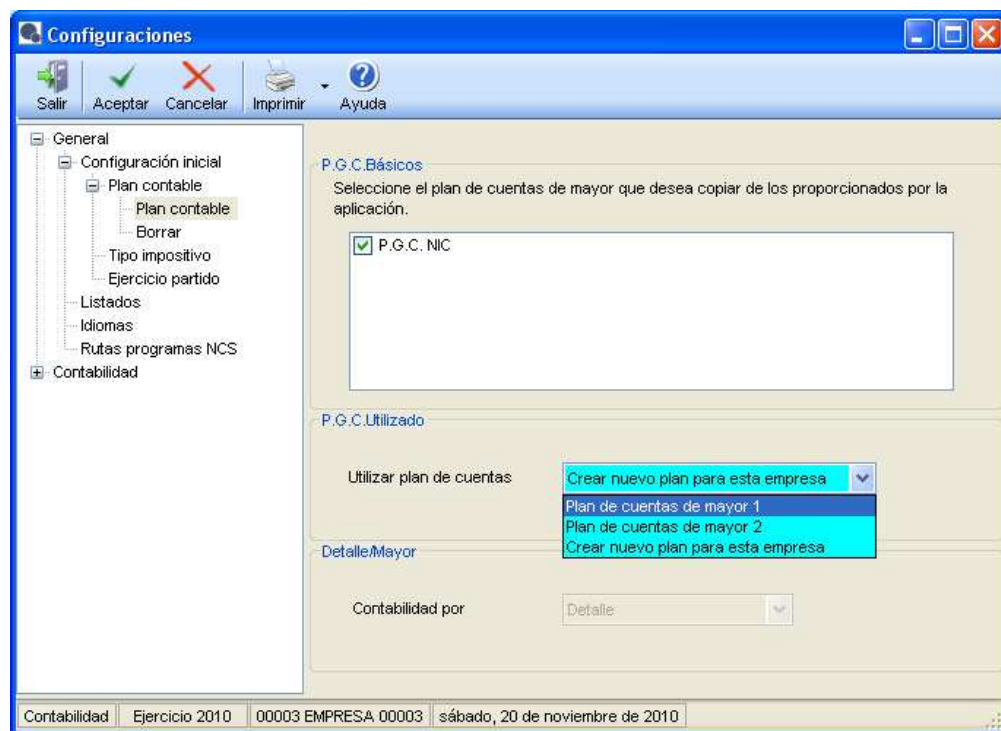 Configuraciones
Salir Aceptar Cancelar Imprimir Ayuda
General
Configuración inicial
Plan contable
Plan contable
Borrar
Tipo impositivo
Ejercicio partido
Listados
Idiomas
Rutas programas NCS
Contabilidad
P.G.C.Básicos
Seleccione el plan de cuentas de mayor que desea copiar de los proporcionados por la
aplicación.
P.G.C. NIC
P.G.C.Utilizado
Utilizar plan de cuentas Crear nuevo plan para esta empresa
Plan de cuentas de mayor 1
Plan de cuentas de mayor 2
Crear nuevo plan para esta empresa
Detalle/Mayor
Contabilidad por Detalle
Contabilidad Ejercicio 2010 00003 EMPRESA 00003 sábado, 20 de noviembre de 2010